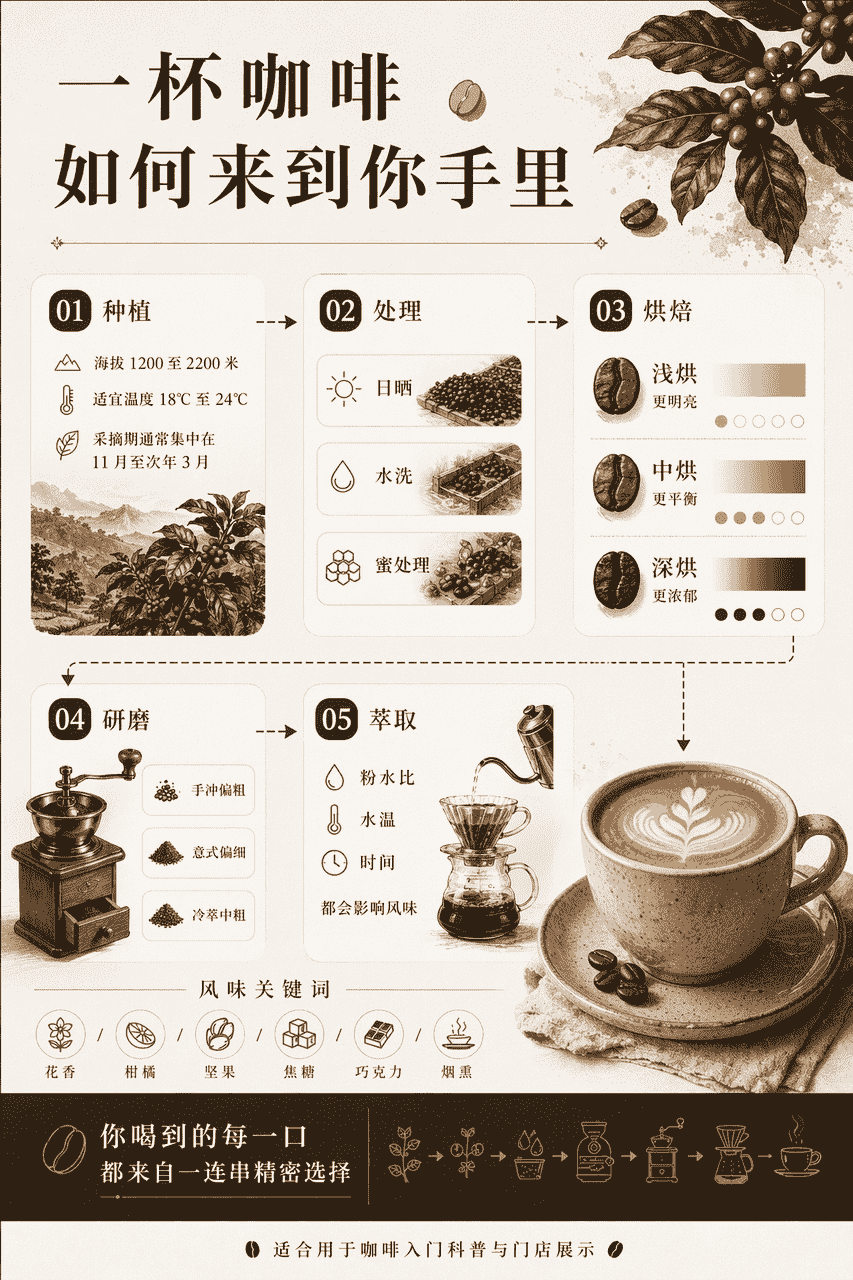 一杯咖啡
如何来到你手里
01 种植
海拔 1200 至 2200 米
适宜温度 18℃ 至 24℃
采摘期通常集中在
11 月至次年 3 月
02 处理
日晒
水洗
蜜处理
03 烘焙
浅烘
更明亮
中烘
更平衡
深烘
更浓郁
04 研磨
手冲偏粗
意式偏细
冷萃中粗
05 萃取
粉水比
水温
时间
都会影响风味
风味关键词
花香 / 柑橘 / 坚果 / 焦糖 / 巧克力 / 烟熏
你喝到的每一口
都来自一连串精密选择
适合用于咖啡入门科普与门店展示